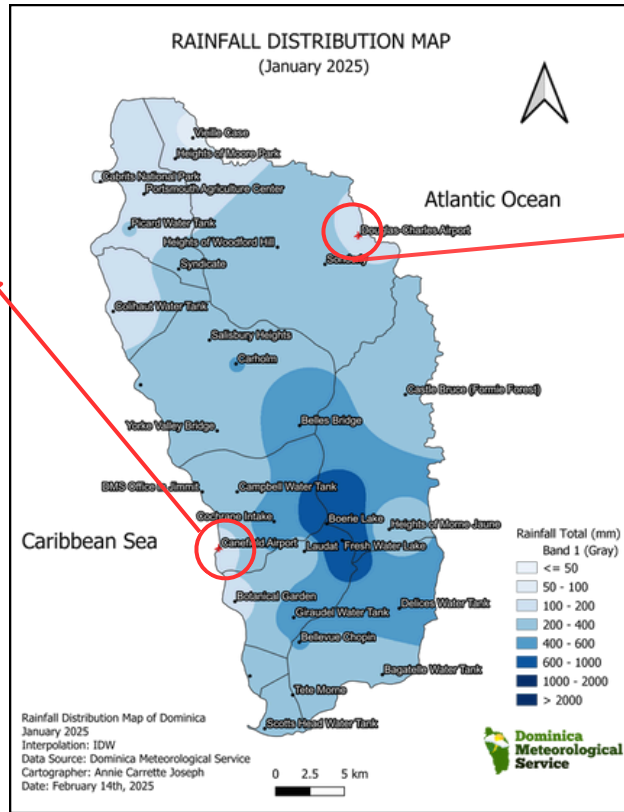 RAINFALL DISTRIBUTION MAP
(January 2025)
Vieille Case
Heights of Moore Park
Cabrits National Park
Portsmouth Agriculture Center
Atlantic Ocean
Picard Water Tank
Douglas-Charles Airport
Heights of Woodford Hill
Syndicate
Colihaut Water Tank
Salisbury Heights
Carholm
Castle Bruce (Formie Forest)
Belles Bridge
Yorke Valley Bridge
DMS Office In Jimmit
Campbell Water Tank
Cochrane Intake
Boerie Lake
Heights of Morne Jaune
Caribbean Sea
Canefield Airport
Laudat
Fresh Water Lake
Botanical Garden
Giraudel Water Tank
Delices Water Tank
Bellevue Chopin
Bagatelle Water Tank
Tete Morne
Scotts Head Water Tank
Rainfall Total (mm)
Band 1 (Gray)
<= 50
50 - 100
100 - 200
200 - 400
400 - 600
600 - 1000
1000 - 2000
> 2000
Rainfall Distribution Map of Dominica
January 2025
Interpolation: IDW
Data Source: Dominica Meteorological Service
Cartographer: Annie Carrette Joseph
Date: February 14th, 2025
0 2.5 5 km
Dominica
Meteorological
Service